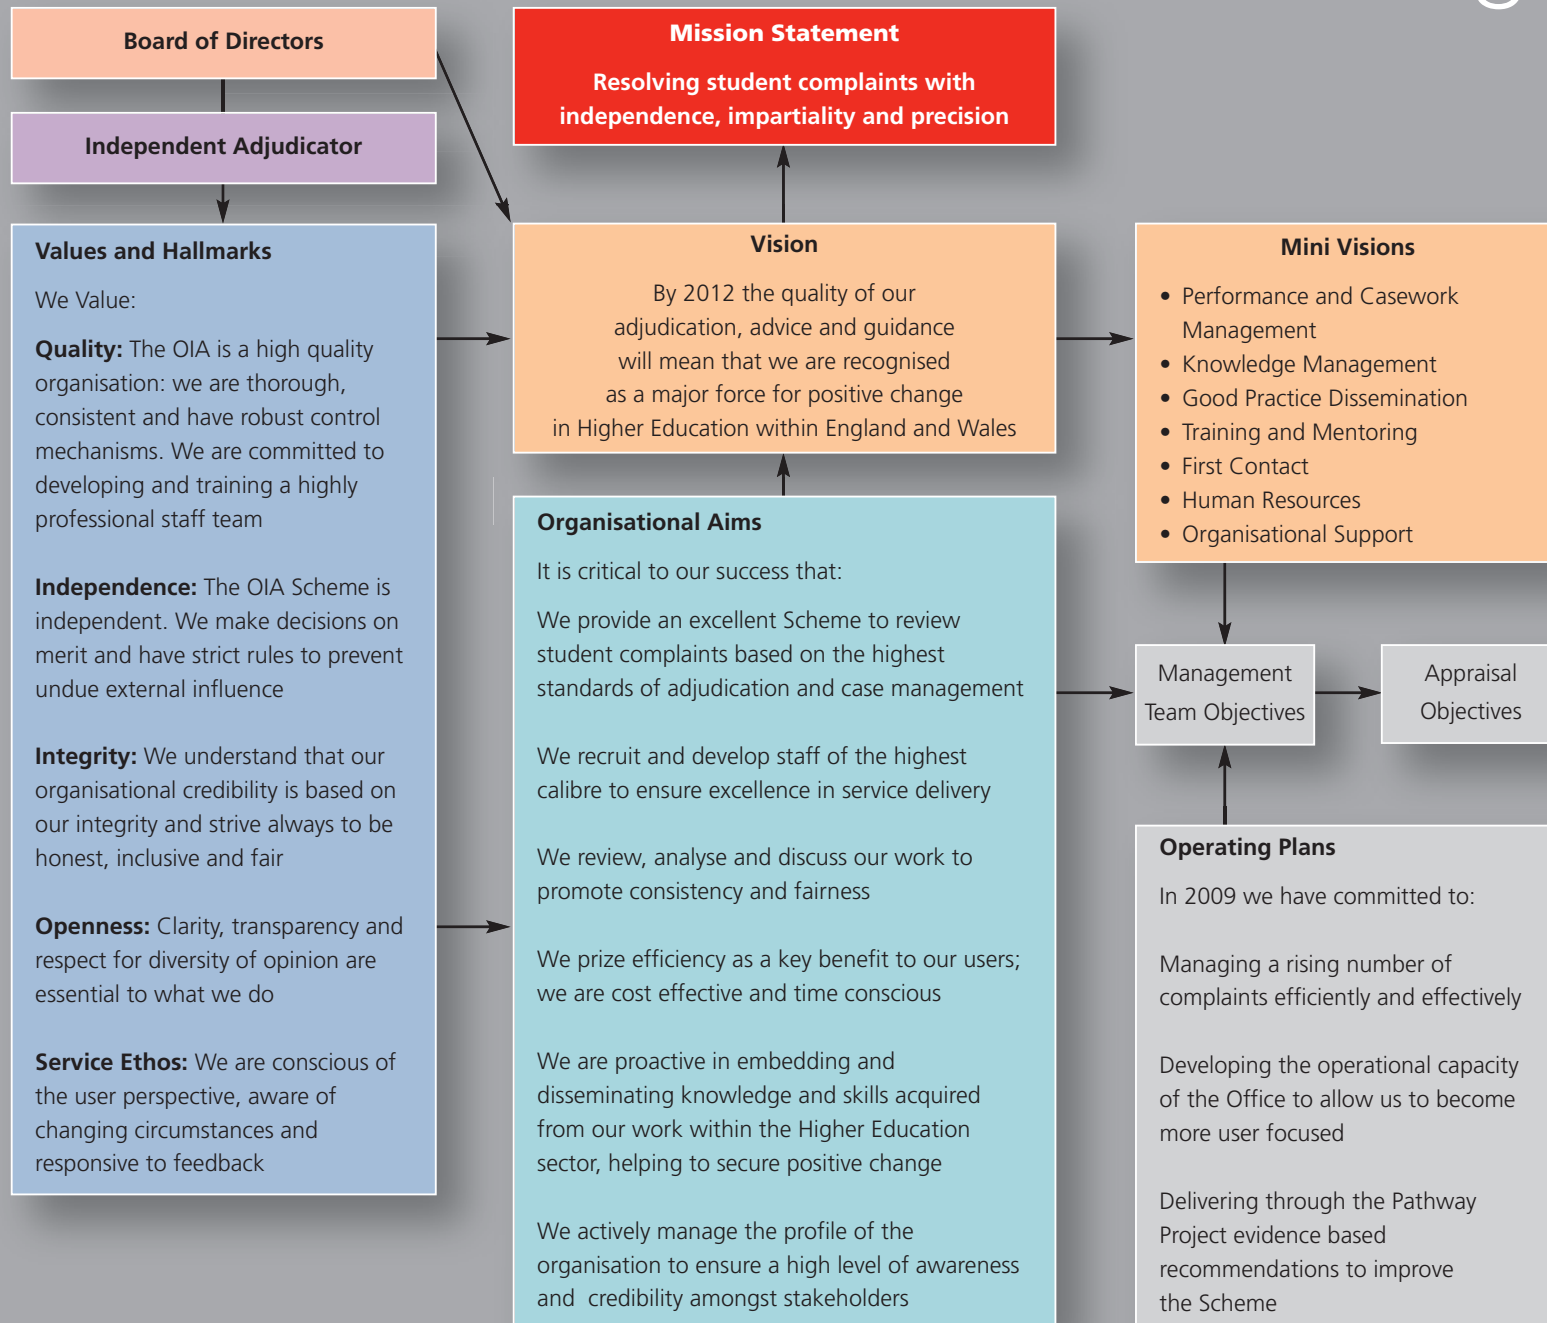 Board of Directors
Independent Adjudicator
Mission Statement
Resolving student complaints with
independence, impartiality and precision
Values and Hallmarks
We Value:
Quality: The OIA is a high quality
organisation: we are thorough,
consistent and have robust control
mechanisms. We are committed to
developing and training a highly
professional staff team
Independence: The OIA Scheme is
independent. We make decisions on
merit and have strict rules to prevent
undue external influence
Integrity: We understand that our
organisational credibility is based on
our integrity and strive always to be
honest, inclusive and fair
Openness: Clarity, transparency and
respect for diversity of opinion are
essential to what we do
Service Ethos: We are conscious of
the user perspective, aware of
changing circumstances and
responsive to feedback
Vision
By 2012 the quality of our
adjudication, advice and guidance
will mean that we are recognised
as a major force for positive change
in Higher Education within England and Wales
Organisational Aims
It is critical to our success that:
We provide an excellent Scheme to review
student complaints based on the highest
standards of adjudication and case management
We recruit and develop staff of the highest
calibre to ensure excellence in service delivery
We review, analyse and discuss our work to
promote consistency and fairness
We prize efficiency as a key benefit to our users;
we are cost effective and time conscious
We are proactive in embedding and
disseminating knowledge and skills acquired
from our work within the Higher Education
sector, helping to secure positive change
We actively manage the profile of the
organisation to ensure a high level of awareness
and credibility amongst stakeholders
Mini Visions
• Performance and Casework
Management
• Knowledge Management
• Good Practice Dissemination
• Training and Mentoring
• First Contact
• Human Resources
• Organisational Support
Management
Team Objectives
Appraisal
Objectives
Operating Plans
In 2009 we have committed to:
Managing a rising number of
complaints efficiently and effectively
Developing the operational capacity
of the Office to allow us to become
more user focused
Delivering through the Pathway
Project evidence based
recommendations to improve
the Scheme